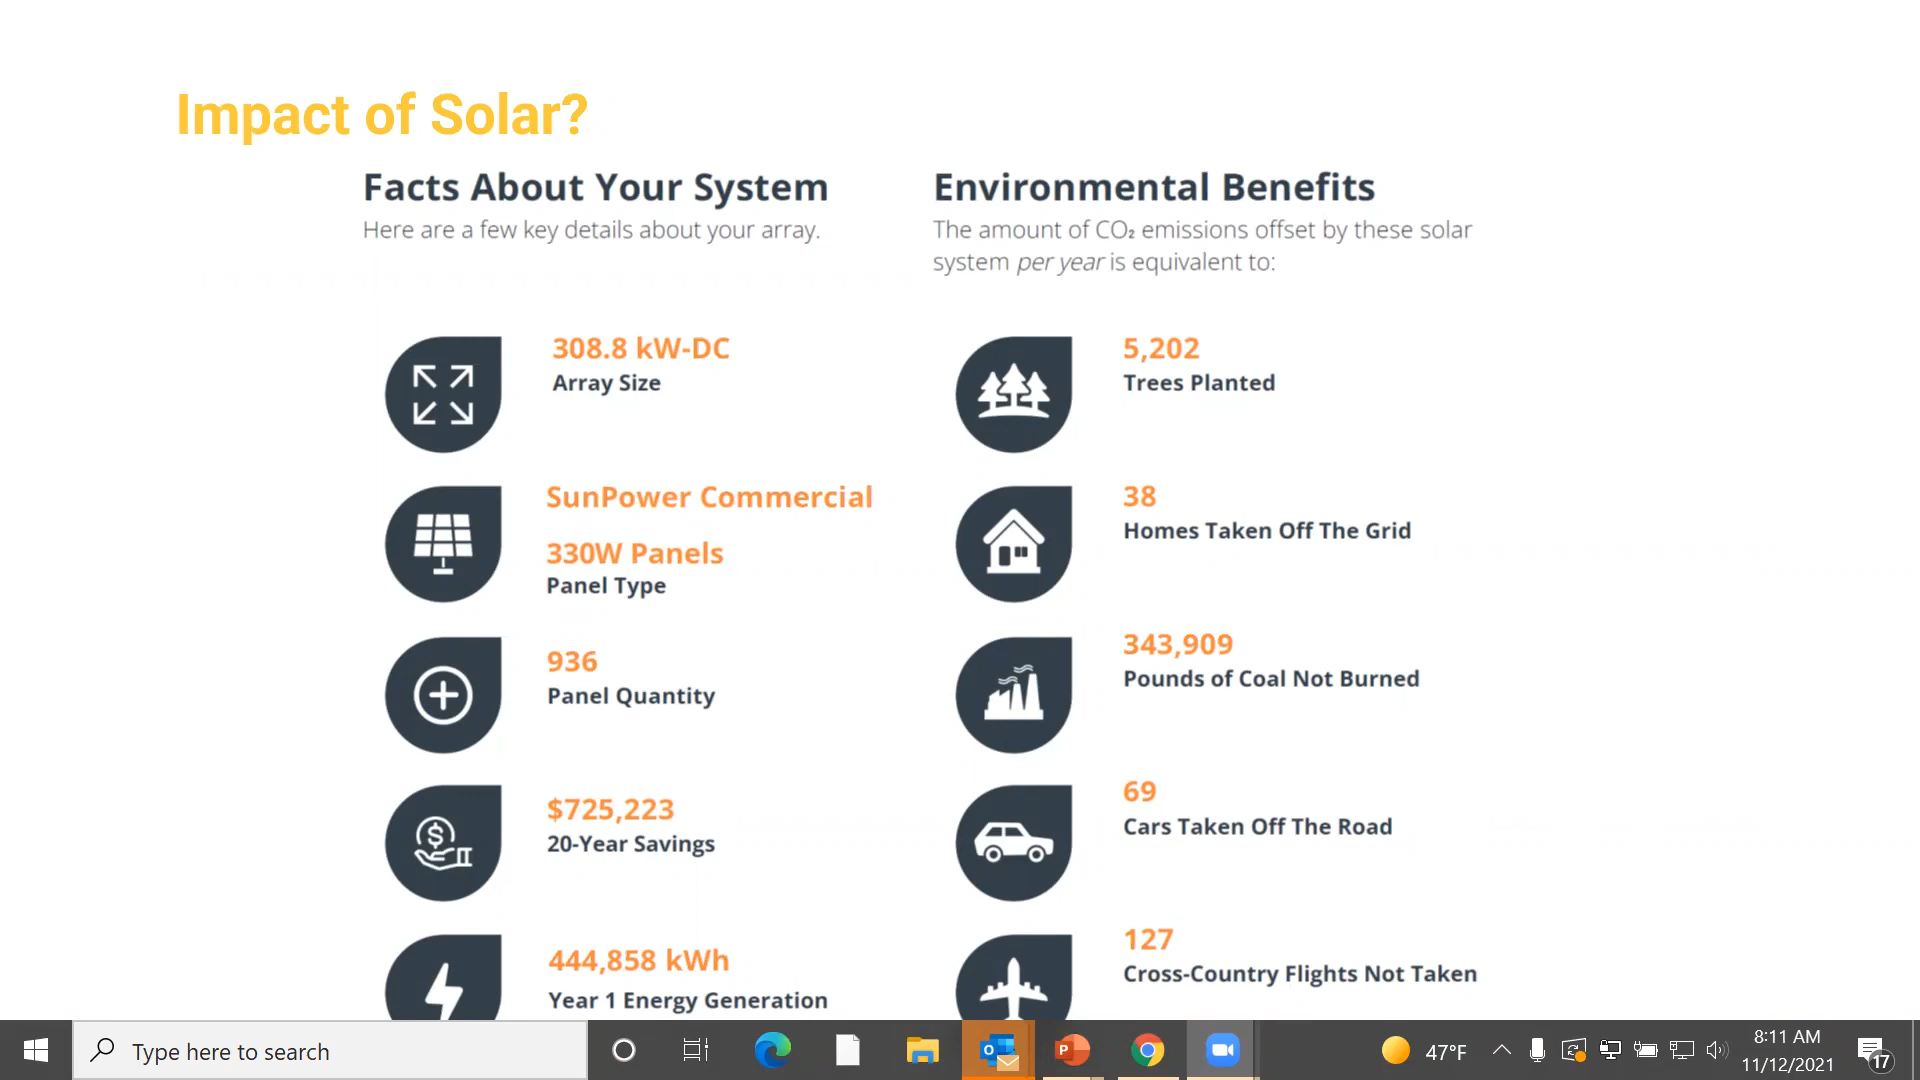 Impact of Solar?
Facts About Your System
Here are a few key details about your array.
308.8 kW-DC
Array Size
SunPower Commercial
330W Panels
Panel Type
936
Panel Quantity
$725,223
20-Year Savings
444,858 kWh
Year 1 Energy Generation
Environmental Benefits
The amount of CO₂ emissions offset by these solar
system per year is equivalent to:
5,202
Trees Planted
38
Homes Taken Off The Grid
343,909
Pounds of Coal Not Burned
69
Cars Taken Off The Road
127
Cross-Country Flights Not Taken
Type here to search
47°F
8:11 AM
11/12/2021
17